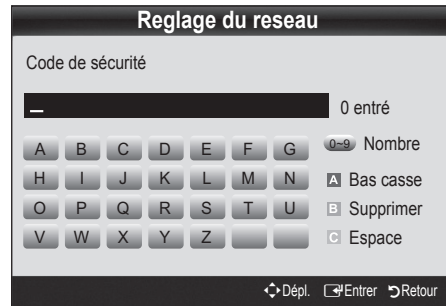 Reglage du reseau
Code de sécurité
_ 0 entré
A B C D E F G 0~9 Nombre
H I J K L M N A Bas casse
O P Q R S T U B Supprimer
V W X Y Z C Espace
Dépl. Entrer Retour